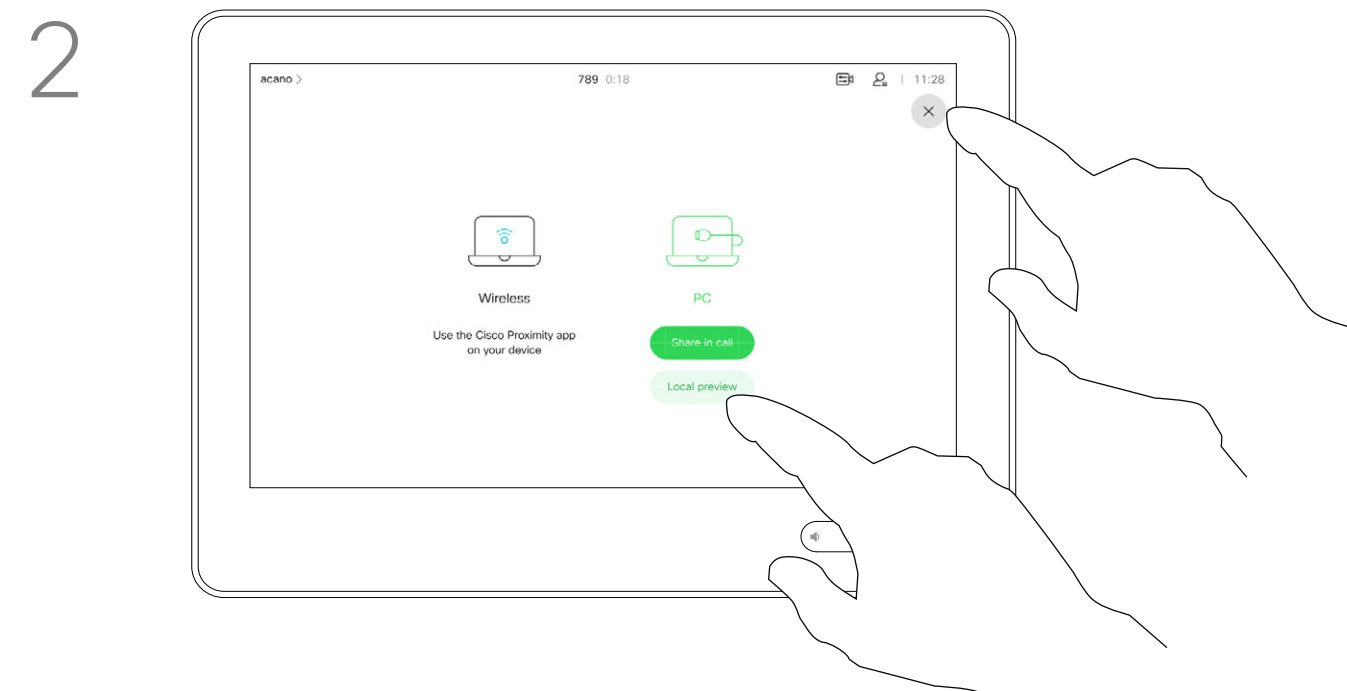 2
acano >
789 0:18
11:28
Wireless
PC
Use the Cisco Proximity app
on your device
Share in call
Local preview